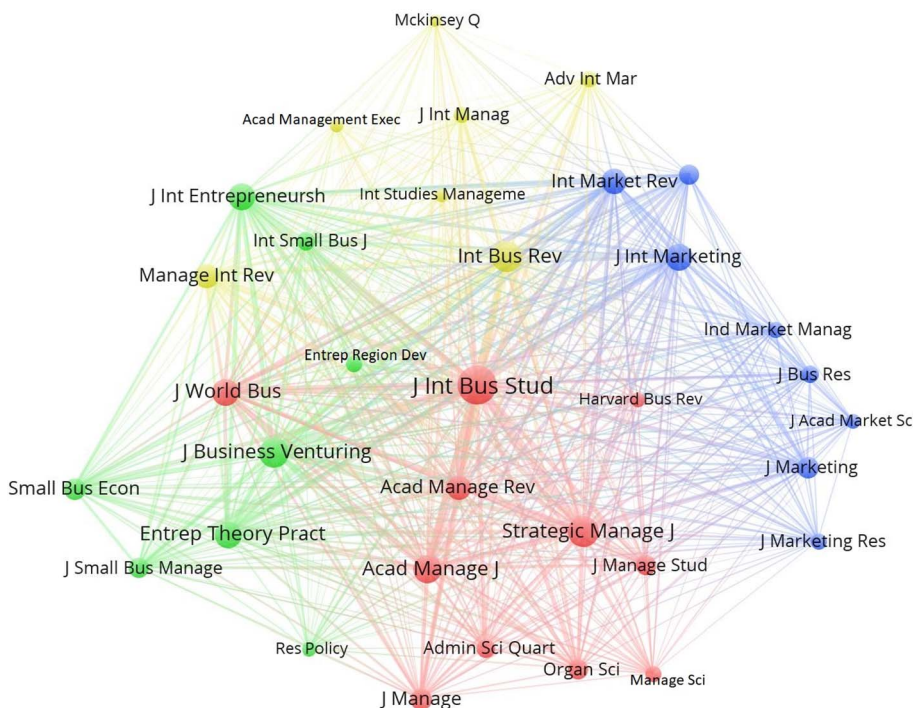 Mckinsey Q
Adv Int Mar
J Int Manag
Acad Management Exec
Int Market Rev
J Int Entrepreneursh
Int Studies Manageme
Int Small Bus J
Int Bus Rev
J Int Marketing
Manage Int Rev
Ind Market Manag
Entrep Region Dev
J Bus Res
J World Bus
J Int Bus Stud
Harvard Bus Rev
J Acad Market Sc
J Business Venturing
J Marketing
Small Bus Econ
Acad Manage Rev
Entrep Theory Pract
Strategic Manage J
J Marketing Res
J Small Bus Manage
Acad Manage J
J Manage Stud
Res Policy
Admin Sci Quart
Organ Sci
Manage Sci
J Manage